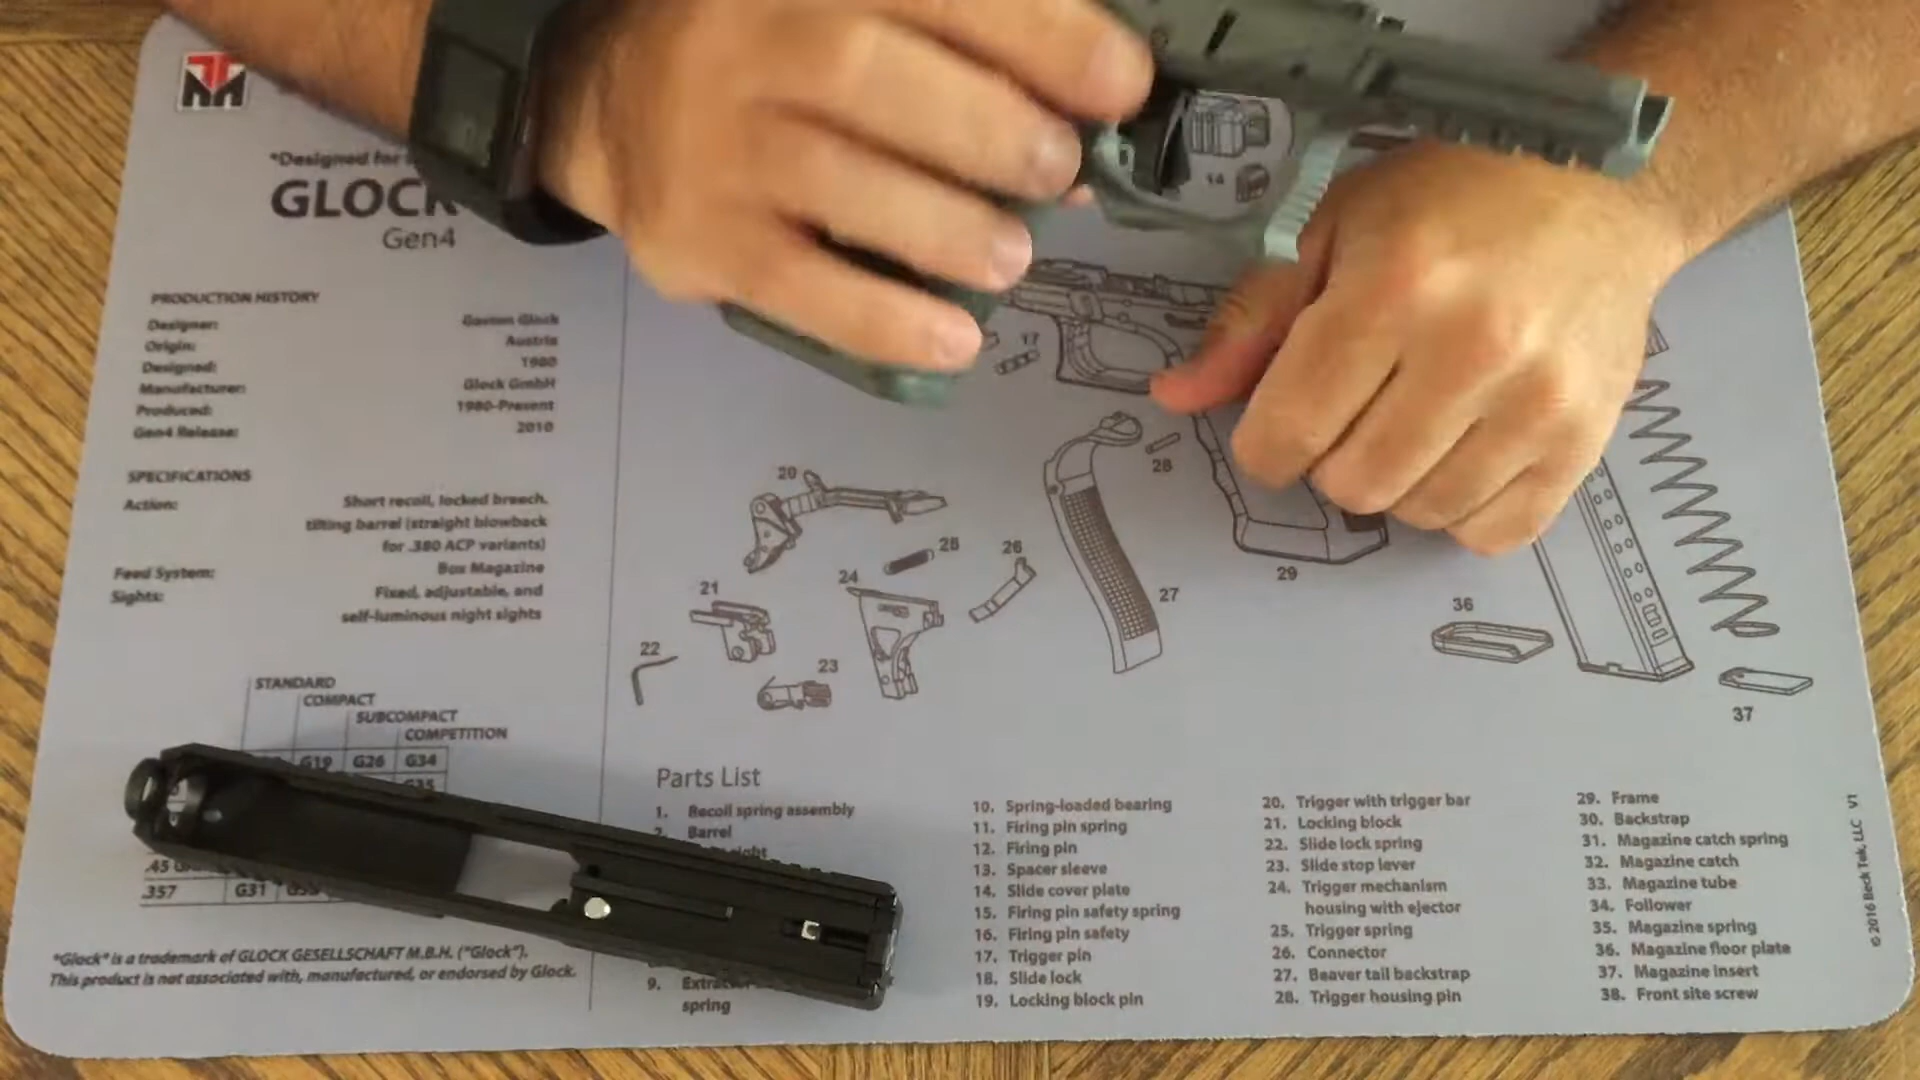 *Designed for
GLOCK
Gen4
PRODUCTION HISTORY
Designer: Gaston Glock
Origin: Austria
Designed: 1980
Manufacturer: Glock GmbH
Produced: 1980-Present
Gen4 Release: 2010
SPECIFICATIONS
Action: Short recoil, locked breech,
tilting barrel (straight blowback
for .380 ACP variants)
Feed System: Box Magazine
Sights: Fixed, adjustable, and
self-luminous night sights
STANDARD
COMPACT
SUBCOMPACT
COMPETITION
G19 G26 G34
G35
.45
.357 G31
*Glock" is a trademark of GLOCK GESELLSCHAFT M.B.H. ("Glock").
This product is not associated with, manufactured, or endorsed by Glock.
14
17
28
20
25
26
24
21
27
29
22
23
36
37
Parts List
1. Recoil spring assembly
2. Barrel
9. Extractor
spring
10. Spring-loaded bearing
11. Firing pin spring
12. Firing pin
13. Spacer sleeve
14. Slide cover plate
15. Firing pin safety spring
16. Firing pin safety
17. Trigger pin
18. Slide lock
19. Locking block pin
20. Trigger with trigger bar
21. Locking block
22. Slide lock spring
23. Slide stop lever
24. Trigger mechanism
housing with ejector
25. Trigger spring
26. Connector
27. Beaver tail backstrap
28. Trigger housing pin
29. Frame
30. Backstrap
31. Magazine catch spring
32. Magazine catch
33. Magazine tube
34. Follower
35. Magazine spring
36. Magazine floor plate
37. Magazine insert
38. Front site screw
© 2016 Beck Tek, LLC V1